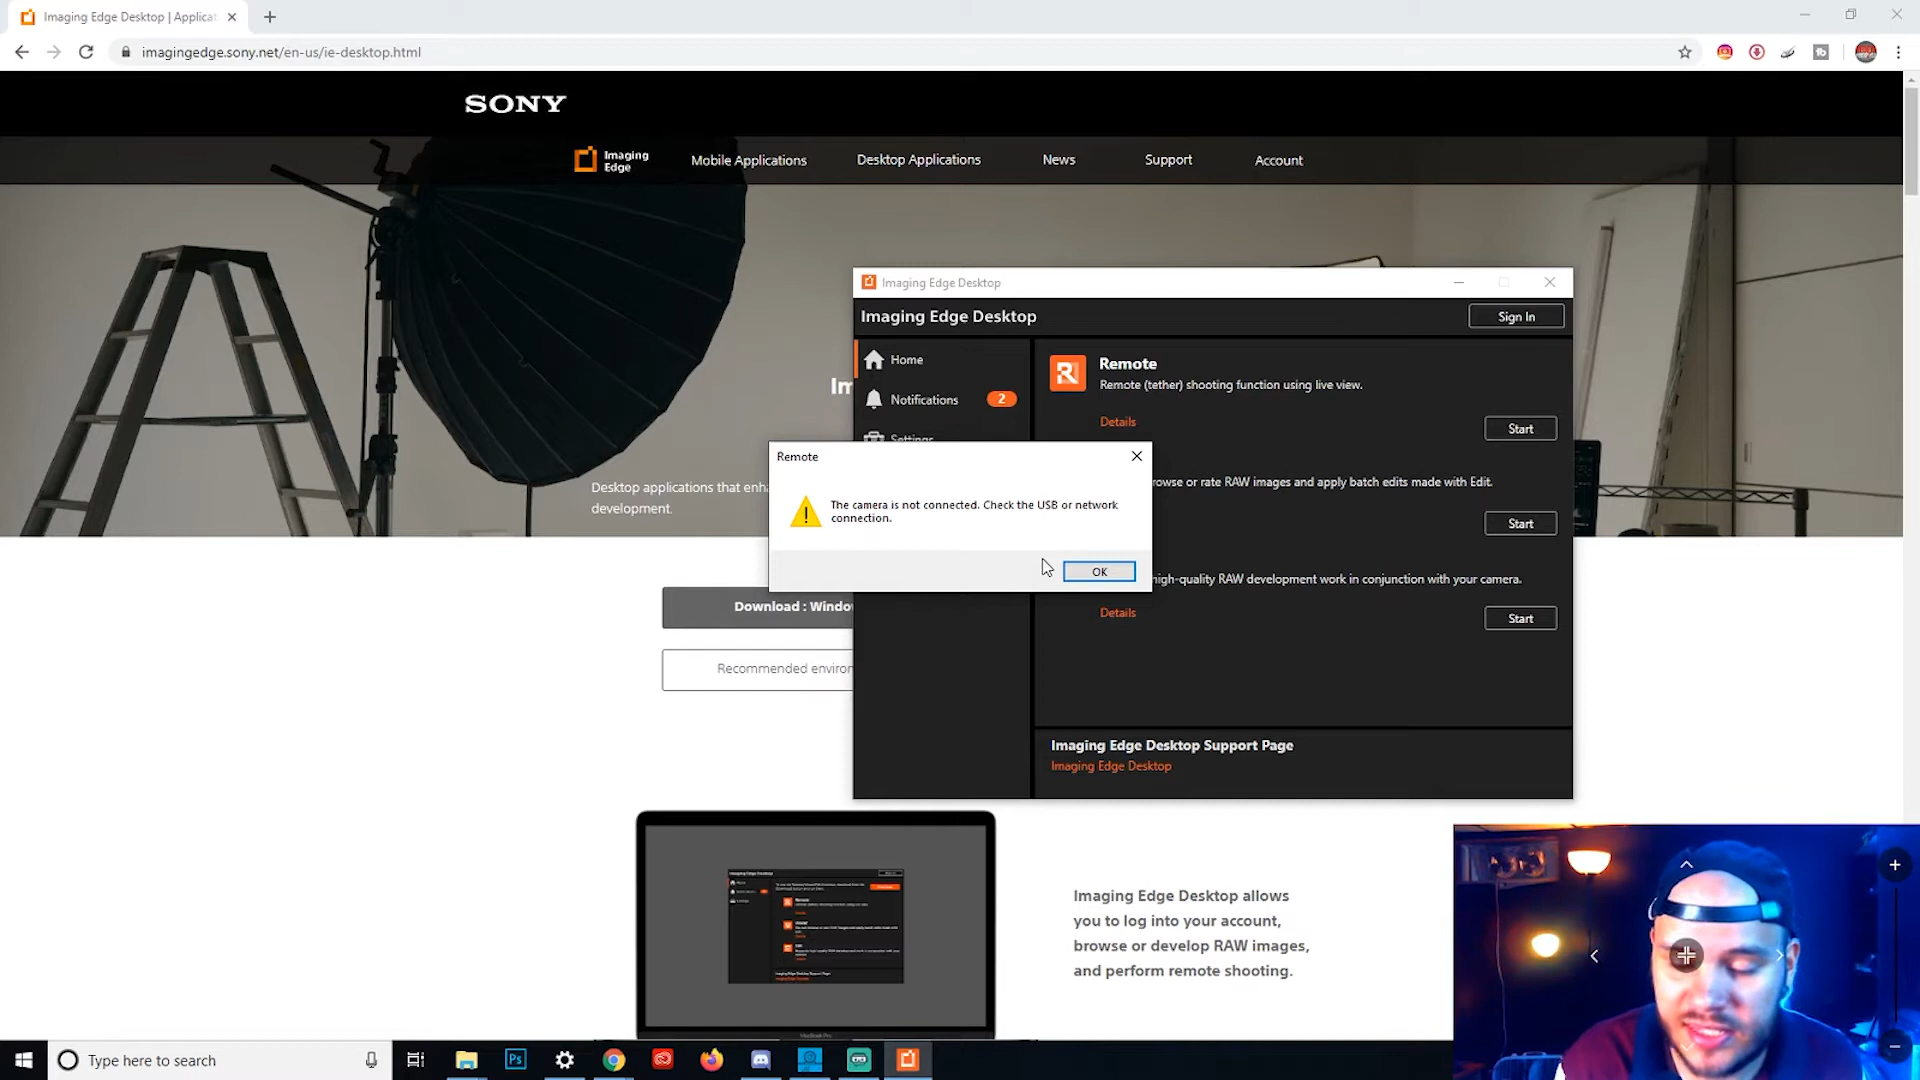 Imaging Edge Desktop | Applicat
imagingedge.sony.net/en-us/ie-desktop.html
SONY
Imaging
Edge
Mobile Applications
Desktop Applications
News
Support
Account
Im
Desktop applications that enh
development.
Download : Windo
Recommended environ
Imaging Edge Desktop
Imaging Edge Desktop
Sign In
Home
Notifications
2
Settings
Remote
Remote (tether) shooting function using live view.
Details
Start
rowse or rate RAW images and apply batch edits made with Edit.
Start
high-quality RAW development work in conjunction with your camera.
Details
Start
Imaging Edge Desktop Support Page
Imaging Edge Desktop
Remote
The camera is not connected. Check the USB or network
connection.
OK
Imaging Edge Desktop allows
you to log into your account,
browse or develop RAW images,
and perform remote shooting.
Type here to search
Ps